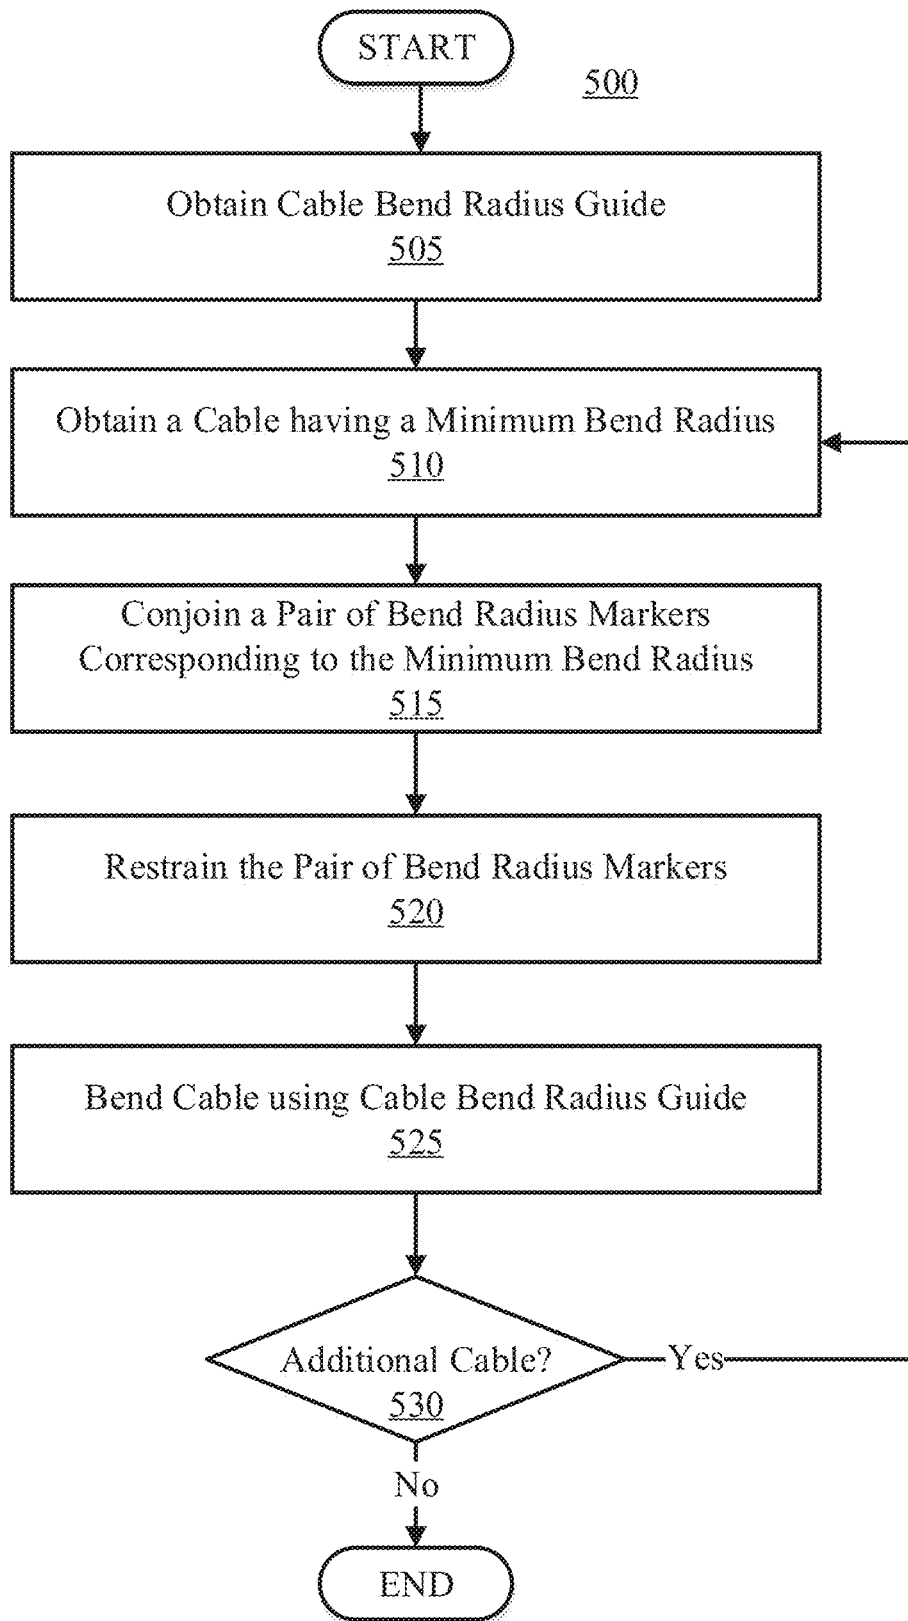 START
500
Obtain Cable Bend Radius Guide
505
Obtain a Cable having a Minimum Bend Radius
510
Conjoin a Pair of Bend Radius Markers
Corresponding to the Minimum Bend Radius
515
Restrain the Pair of Bend Radius Markers
520
Bend Cable using Cable Bend Radius Guide
525
Additional Cable?
530
Yes
No
END